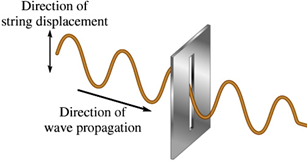 Direction of
string displacement
Direction of
wave propagation